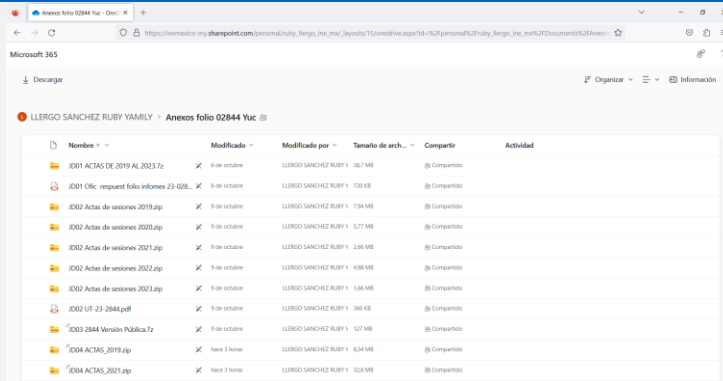 Anexos folio 02844 Yuc - OneD
https://inemexico-my.sharepoint.com/personal/ruby_llergo_ine_mx/_layouts/15/onedrive.aspx?id=%2Fpersonal%2Fruby_llergo_ine_mx%2FDocuments%2FAnexo
Microsoft 365
Descargar Organizar Información
LLERGO SANCHEZ RUBY YAMILY > Anexos folio 02844 Yuc
Nombre Modificado Modificado por Tamaño de arch... Compartir Actividad
JD01 ACTAS DE 2019 AL 2023.7z 6 de octubre LLERGO SANCHEZ RUBY Y 38,7 MB Compartido
JD01 Ofic respuest folio infomex 23-028... 6 de octubre LLERGO SANCHEZ RUBY Y 730 KB Compartido
JD02 Actas de sesiones 2019.zip 9 de octubre LLERGO SANCHEZ RUBY Y 7,94 MB Compartido
JD02 Actas de sesiones 2020.zip 9 de octubre LLERGO SANCHEZ RUBY Y 5,77 MB Compartido
JD02 Actas de sesiones 2021.zip 9 de octubre LLERGO SANCHEZ RUBY Y 2,66 MB Compartido
JD02 Actas de sesiones 2022.zip 9 de octubre LLERGO SANCHEZ RUBY Y 4,98 MB Compartido
JD02 Actas de sesiones 2023.zip 9 de octubre LLERGO SANCHEZ RUBY Y 1,66 MB Compartido
JD02 UT-23-2844.pdf 9 de octubre LLERGO SANCHEZ RUBY Y 366 KB Compartido
JD03 2844 Versión Pública.7z 9 de octubre LLERGO SANCHEZ RUBY Y 127 MB Compartido
JD04 ACTAS_2019.zip hace 3 horas LLERGO SANCHEZ RUBY Y 6,54 MB Compartido
JD04 ACTAS_2021.zip hace 3 horas LLERGO SANCHEZ RUBY Y 32,6 MB Compartido